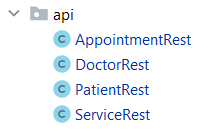 api
C AppointmentRest
C DoctorRest
C PatientRest
C ServiceRest